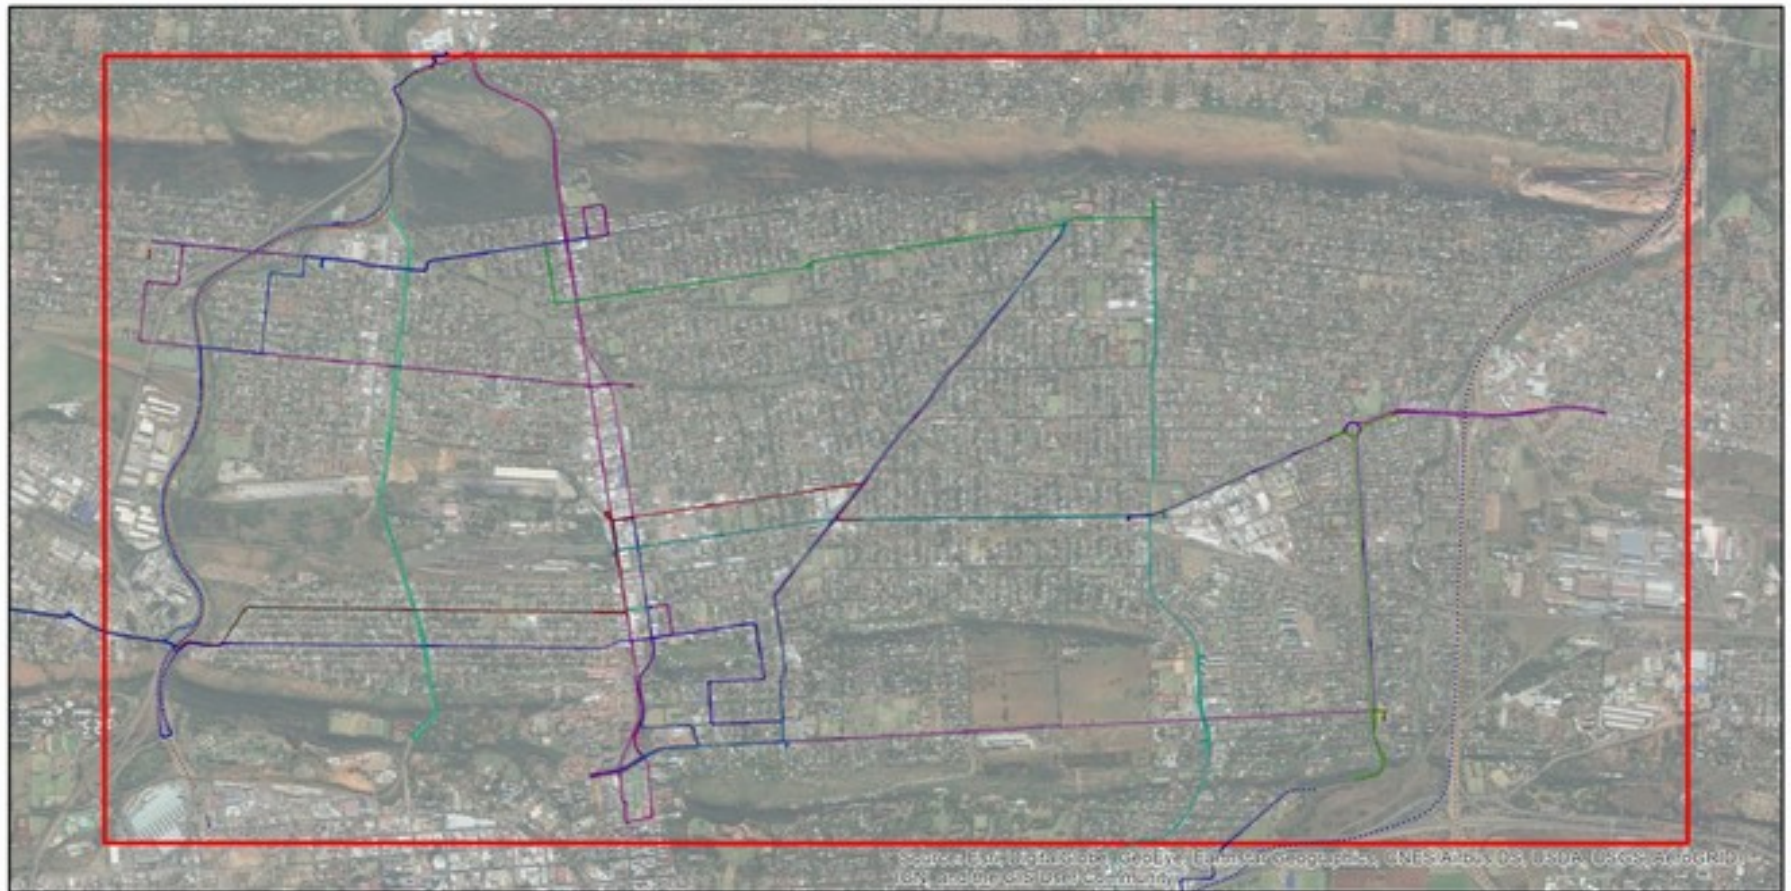 Source: Esri, DigitalGlobe, GeoEye, Earthstar Geographics, CNES/Airbus DS, USDA, USGS, AeroGRID,
IGN, and the GIS User Community